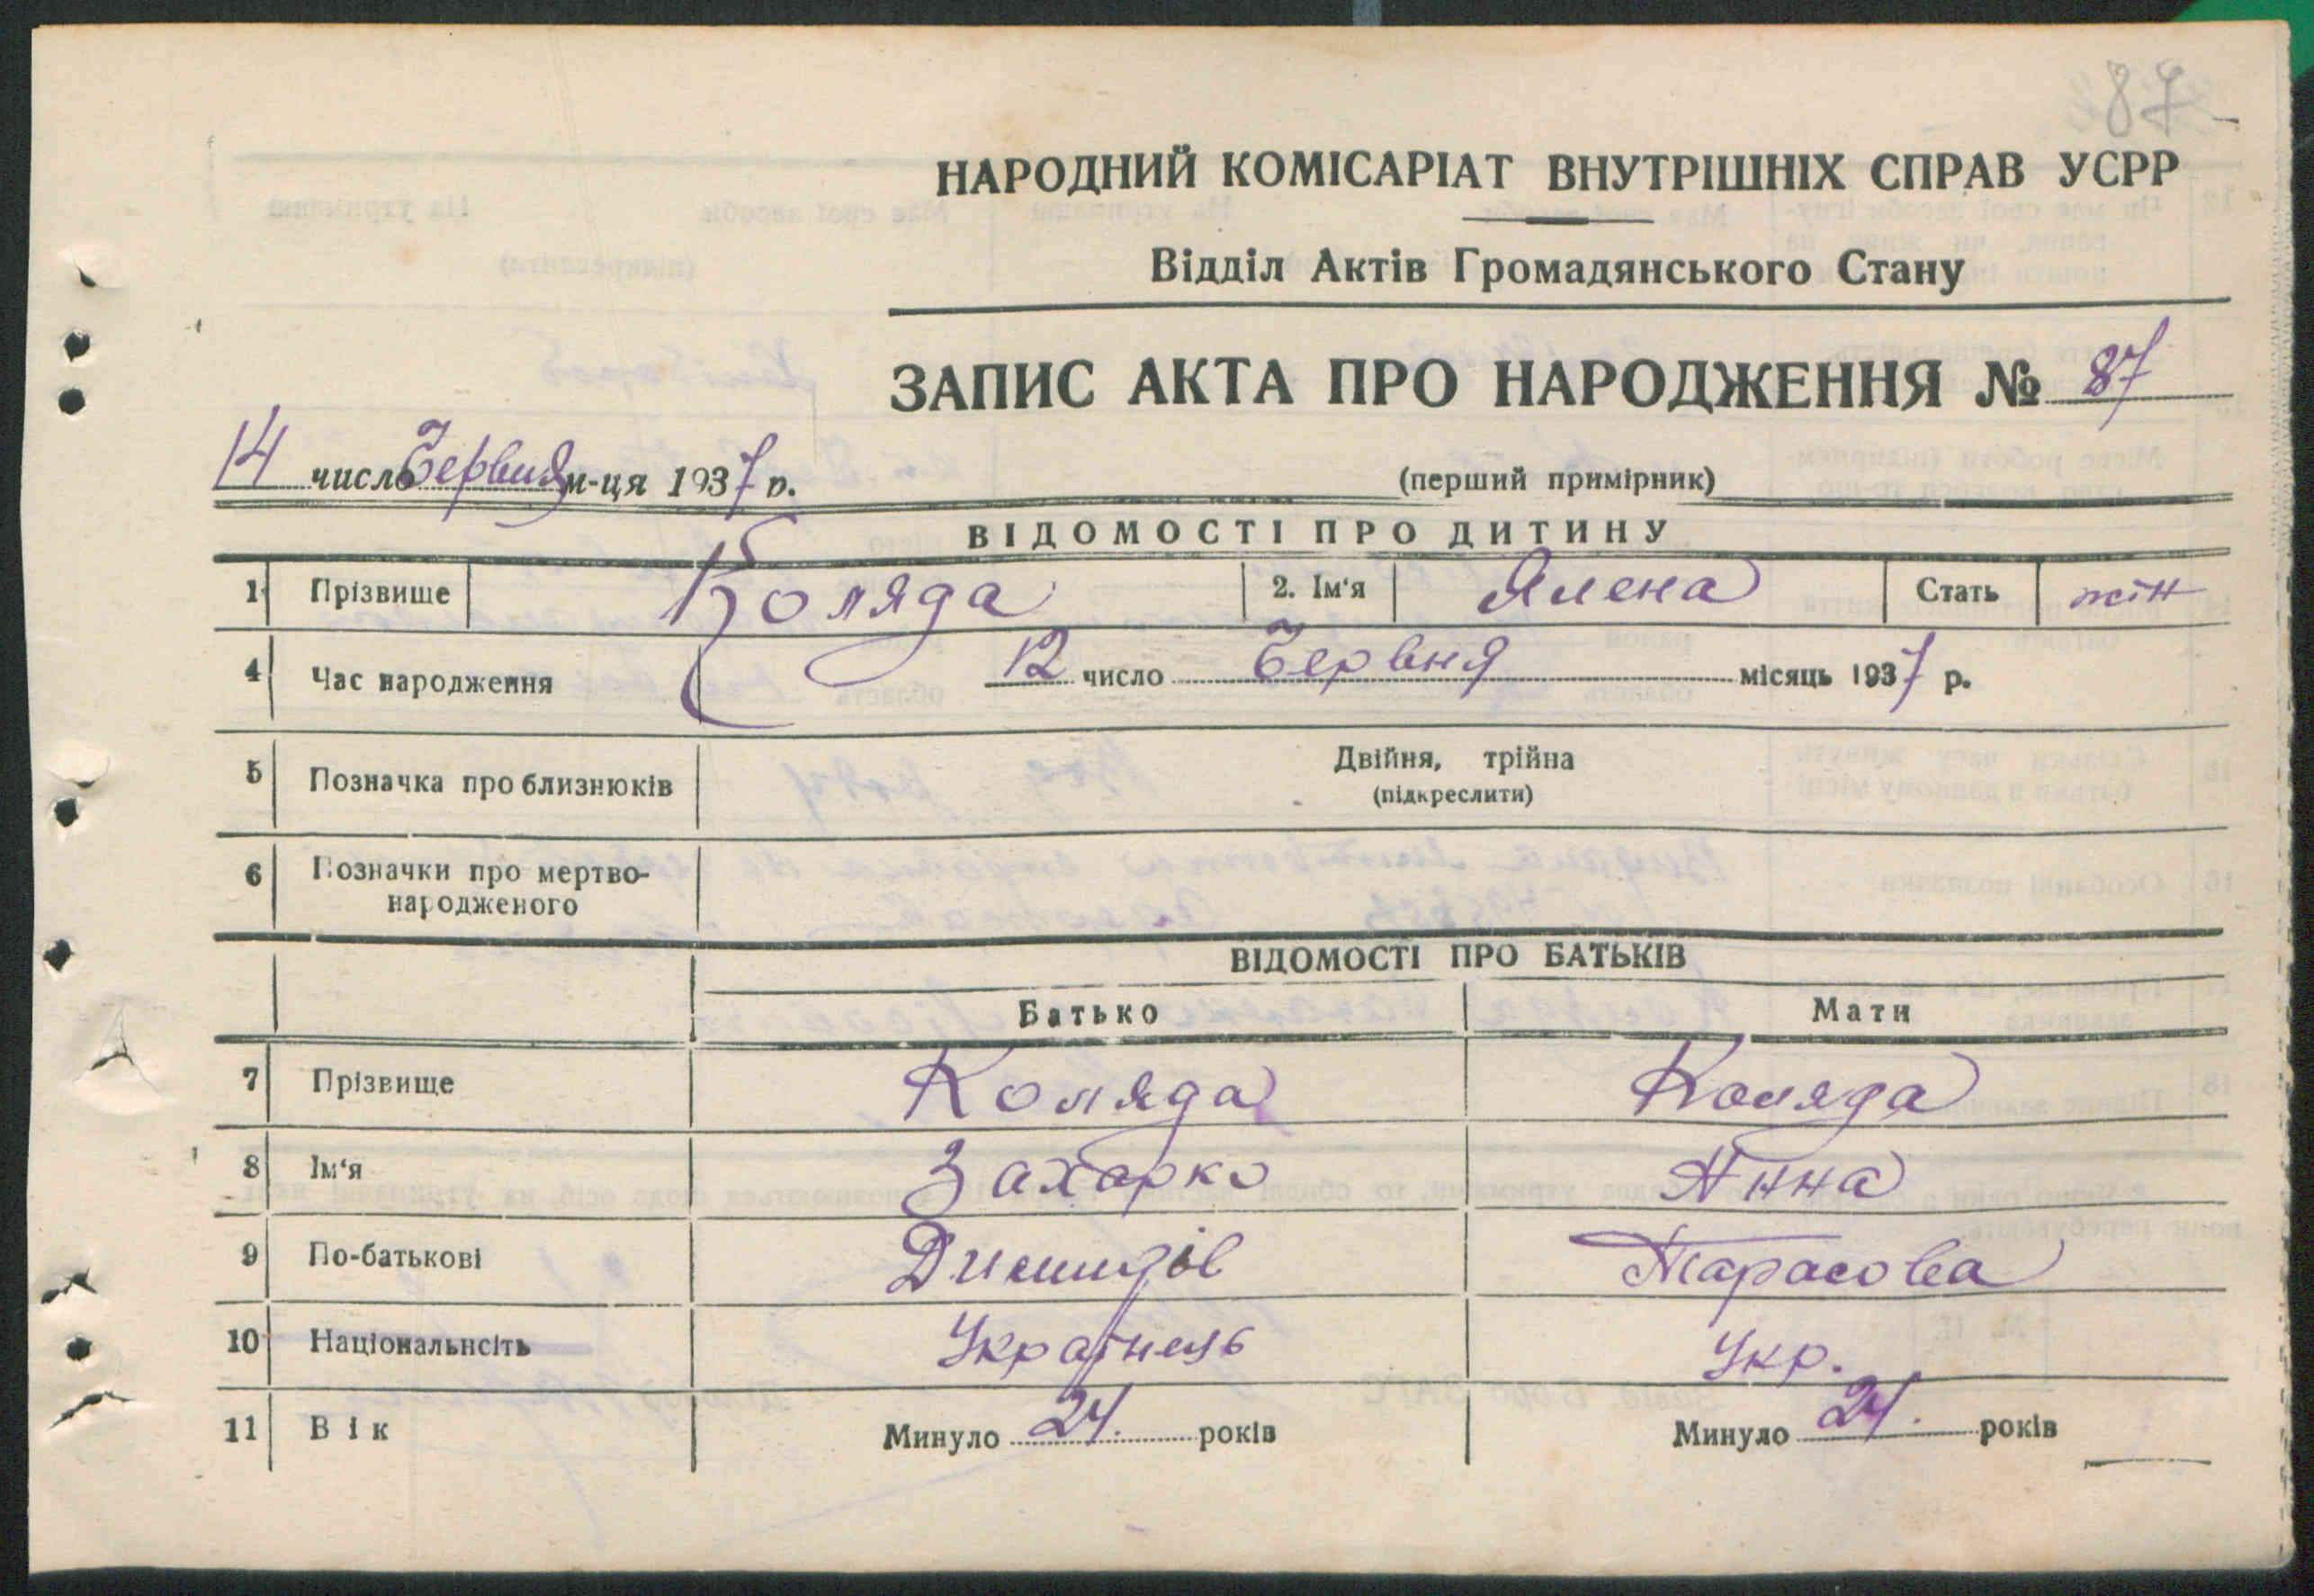 87
НАРОДНИЙ КОМІСАРІАТ ВНУТРІШНІХ СПРАВ УСРР
Відділ Актів Громадянського Стану
ЗАПИС АКТА ПРО НАРОДЖЕННЯ № 87
14 число Червня м-ця 1937 р.
(перший примірник)
ВІДОМОСТІ ПРО ДИТИНУ
1 Прізвище Коляда 2. Ім'я Ялена Стать жін
4 Час народження 12 число Червня місяць 1937 р.
5 Позначка про близнюків Двійня, трійна
(підкреслити)
6 Позначки про мертво-
народженого
ВІДОМОСТІ ПРО БАТЬКІВ
Батько Мати
7 Прізвище Коляда Коляда
8 Ім'я Захарко Анна
9 По-батькові Тарасова
10 Національнсіть Українець Укр.
11 Вік Минуло 24. років Минуло 24. років